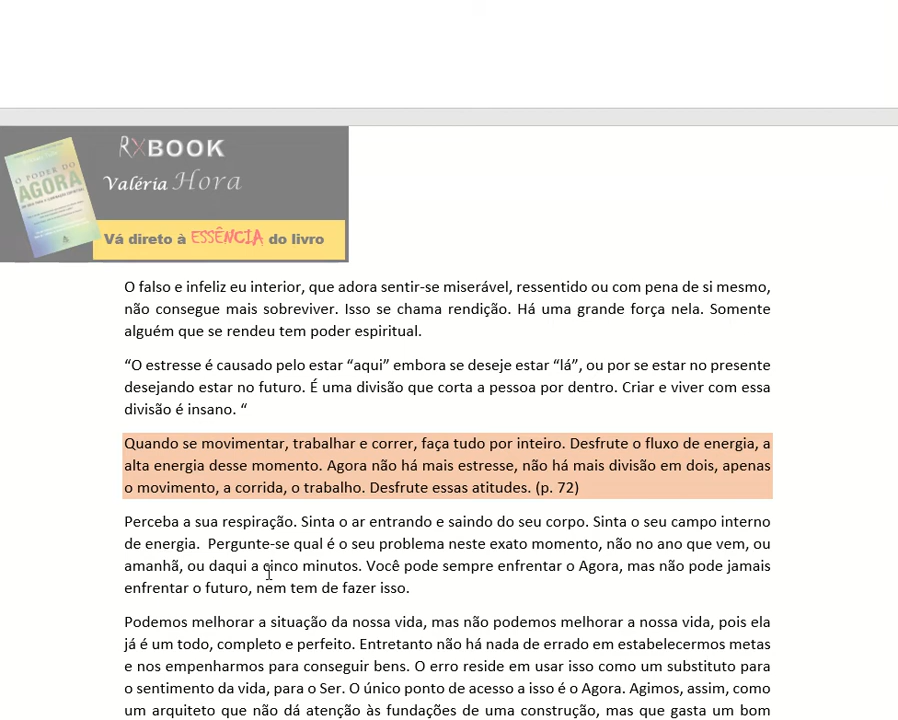 RXBOOK
O PODER DO
AGORA
Valéria Hora
Vá direto à ESSÊNCIA do livro
O falso e infeliz eu interior, que adora sentir-se miserável, ressentido ou com pena de si mesmo,
não consegue mais sobreviver. Isso se chama rendição. Há uma grande força nela. Somente
alguém que se rendeu tem poder espiritual.
“O estresse é causado pelo estar “aqui” embora se deseje estar “lá”, ou por se estar no presente
desejando estar no futuro. É uma divisão que corta a pessoa por dentro. Criar e viver com essa
divisão é insano. “
Quando se movimentar, trabalhar e correr, faça tudo por inteiro. Desfrute o fluxo de energia, a
alta energia desse momento. Agora não há mais estresse, não há mais divisão em dois, apenas
o movimento, a corrida, o trabalho. Desfrute essas atitudes. (p. 72)
Perceba a sua respiração. Sinta o ar entrando e saindo do seu corpo. Sinta o seu campo interno
de energia.  Pergunte-se qual é o seu problema neste exato momento, não no ano que vem, ou
amanhã, ou daqui a cinco minutos. Você pode sempre enfrentar o Agora, mas não pode jamais
enfrentar o futuro, nem tem de fazer isso.
Podemos melhorar a situação da nossa vida, mas não podemos melhorar a nossa vida, pois ela
já é um todo, completo e perfeito. Entretanto não há nada de errado em estabelecermos metas
e nos empenharmos para conseguir bens. O erro reside em usar isso como um substituto para
o sentimento da vida, para o Ser. O único ponto de acesso a isso é o Agora. Agimos, assim, como
um arquiteto que não dá atenção às fundações de uma construção, mas que gasta um bom